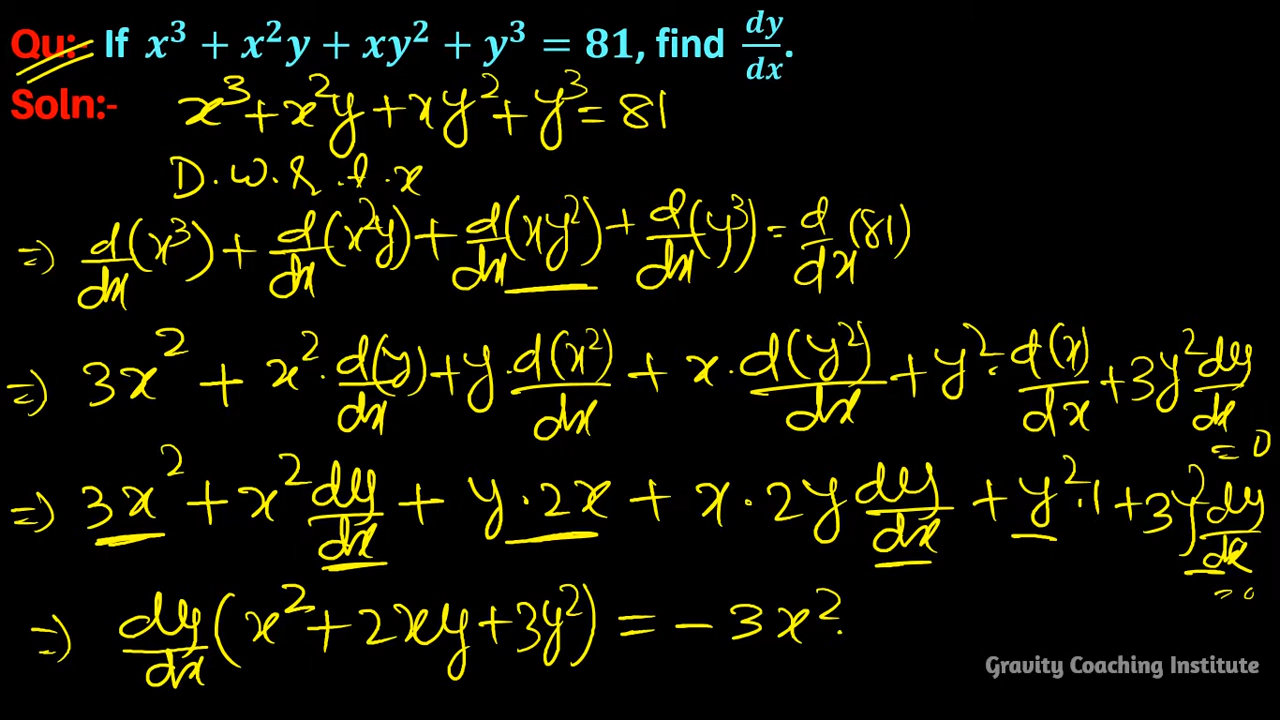 Qu:- If x³ + x²y + xy² + y³ = 81, find dy/dx.
Soln:- x³ + x²y + xy² + y³ = 81
D.w.R.t.x
⇒ d/dx(x³) + d/dx(x²y) + d/dx(xy²) + d/dx(y³) = d/dx(81)
⇒ 3x² + x²·d(y)/dx + y·d(x²)/dx + x·d(y²)/dx + y²·d(x)/dx + 3y² dy/dx
= 0
⇒ 3x² + x² dy/dx + y·2x + x·2y dy/dx + y²·1 + 3y² dy/dx
= 0
⇒ dy/dx(x² + 2xy + 3y²) = -3x²
Gravity Coaching Institute